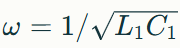 ω = 1/√L₁C₁